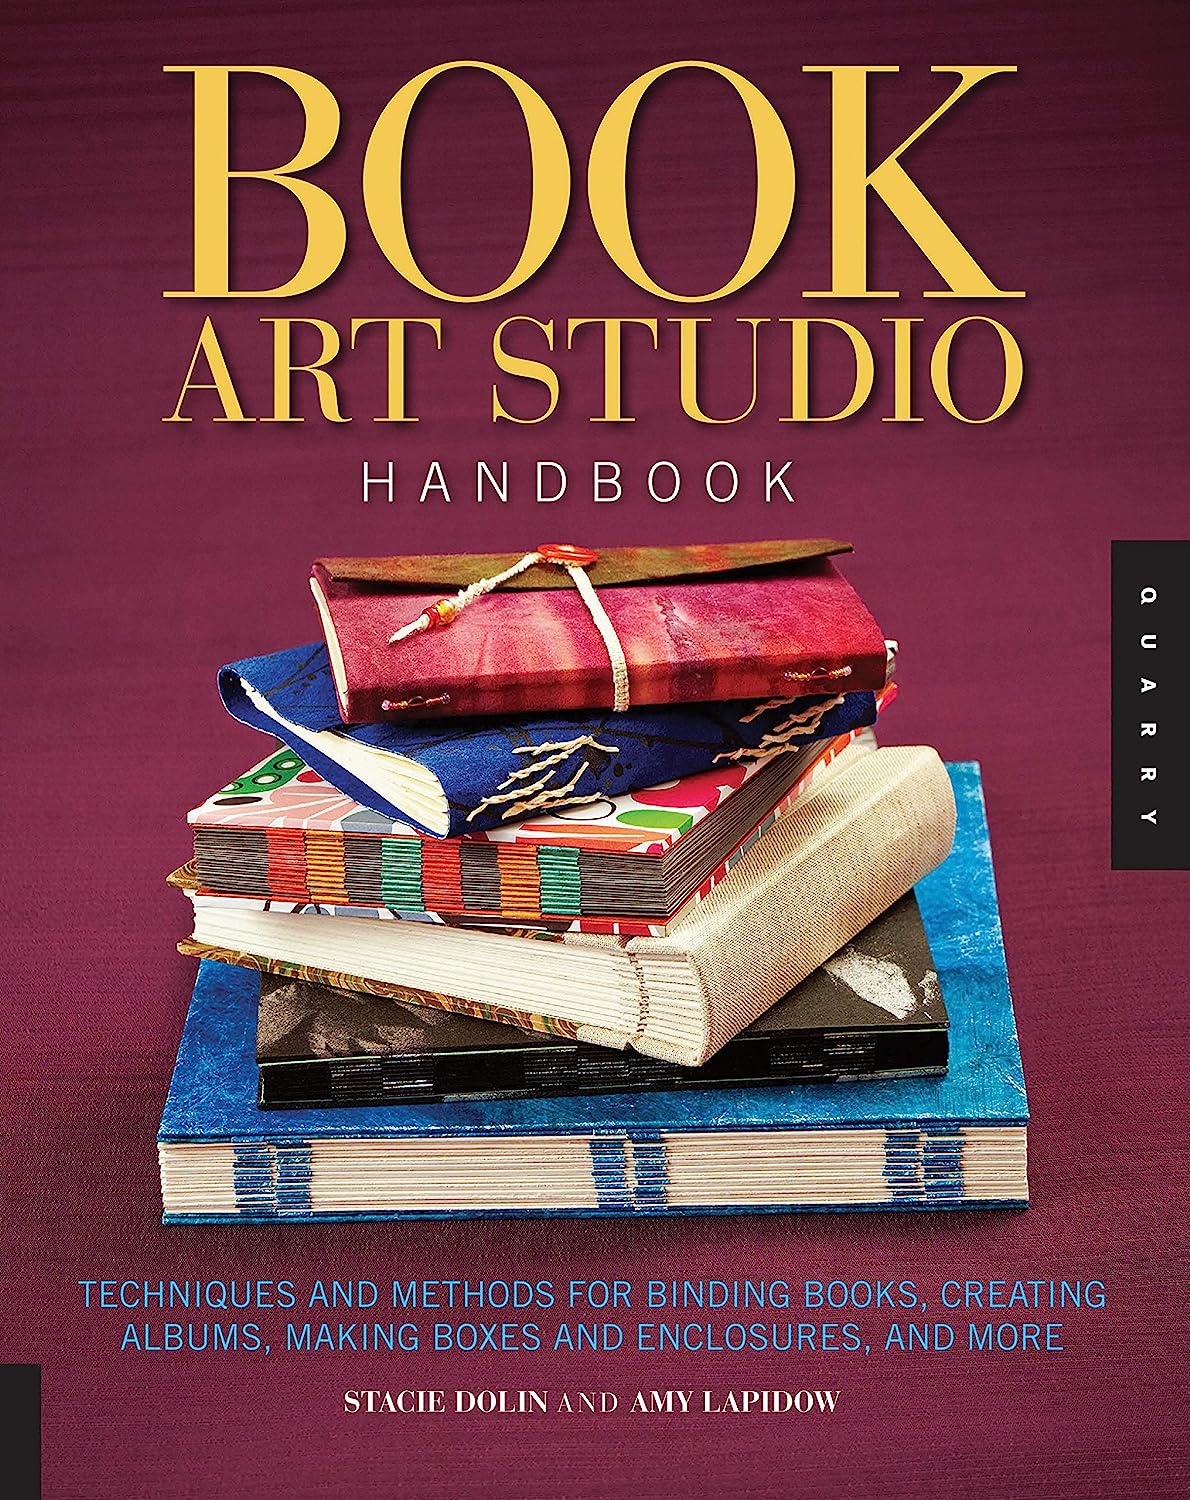 BOOK
ART STUDIO
HANDBOOK
QUARRY
TECHNIQUES AND METHODS FOR BINDING BOOKS, CREATING
ALBUMS, MAKING BOXES AND ENCLOSURES, AND MORE
STACIE DOLIN AND AMY LAPIDOW